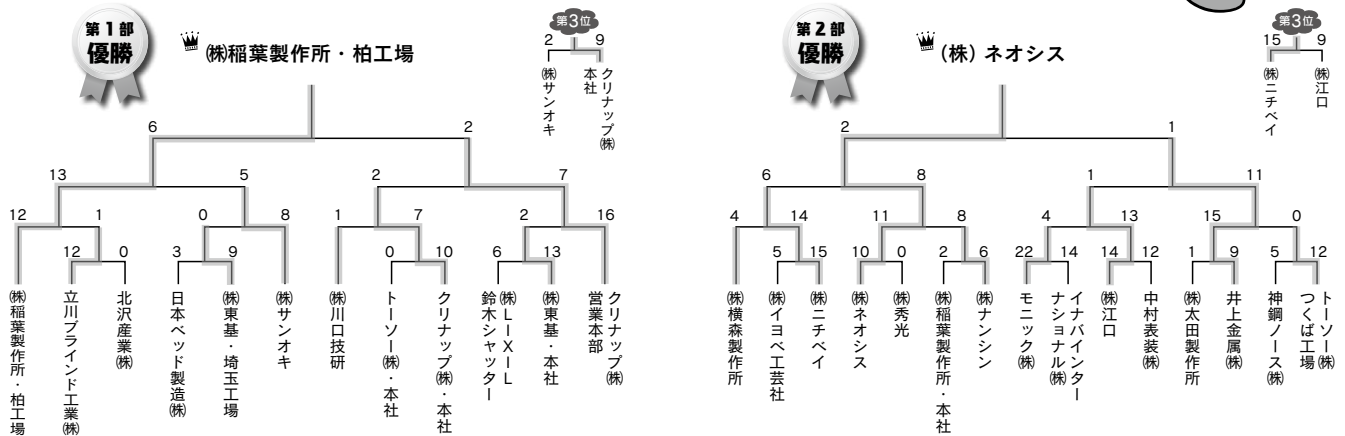 第1部
優勝
㈱稲葉製作所・柏工場
第3位
2 9
㈱サンオキ
クリナップ㈱
本社
6 2
13 5 2 7
12 1 0 8 1 7 2 16
12 0 3 9 0 10 6 13
㈱稲葉製作所・柏工場
立川ブラインド工業㈱
北沢産業㈱
日本ベッド製造㈱
㈱東基・埼玉工場
㈱サンオキ
㈱川口技研
トーソー㈱・本社
クリナップ㈱・本社
㈱LIXIL
鈴木シャッター
㈱東基・本社
クリナップ㈱
営業本部
第2部
優勝
(株)ネオシス
第3位
15 9
㈱ニチベイ
㈱江口
2 1
6 8 1 11
4 14 11 8 4 13 15 0
5 15 10 0 2 6 22 14 14 12 1 9 5 12
㈱横森製作所
㈱イヨベ工芸社
㈱ニチベイ
㈱ネオシス
㈱秀光
㈱稲葉製作所・本社
㈱ナンシン
モニック㈱
イナバインター
ナショナル㈱
㈱江口
中村表装㈱
㈱太田製作所
井上金属㈱
神鋼ノース㈱
トーソー㈱
つくば工場